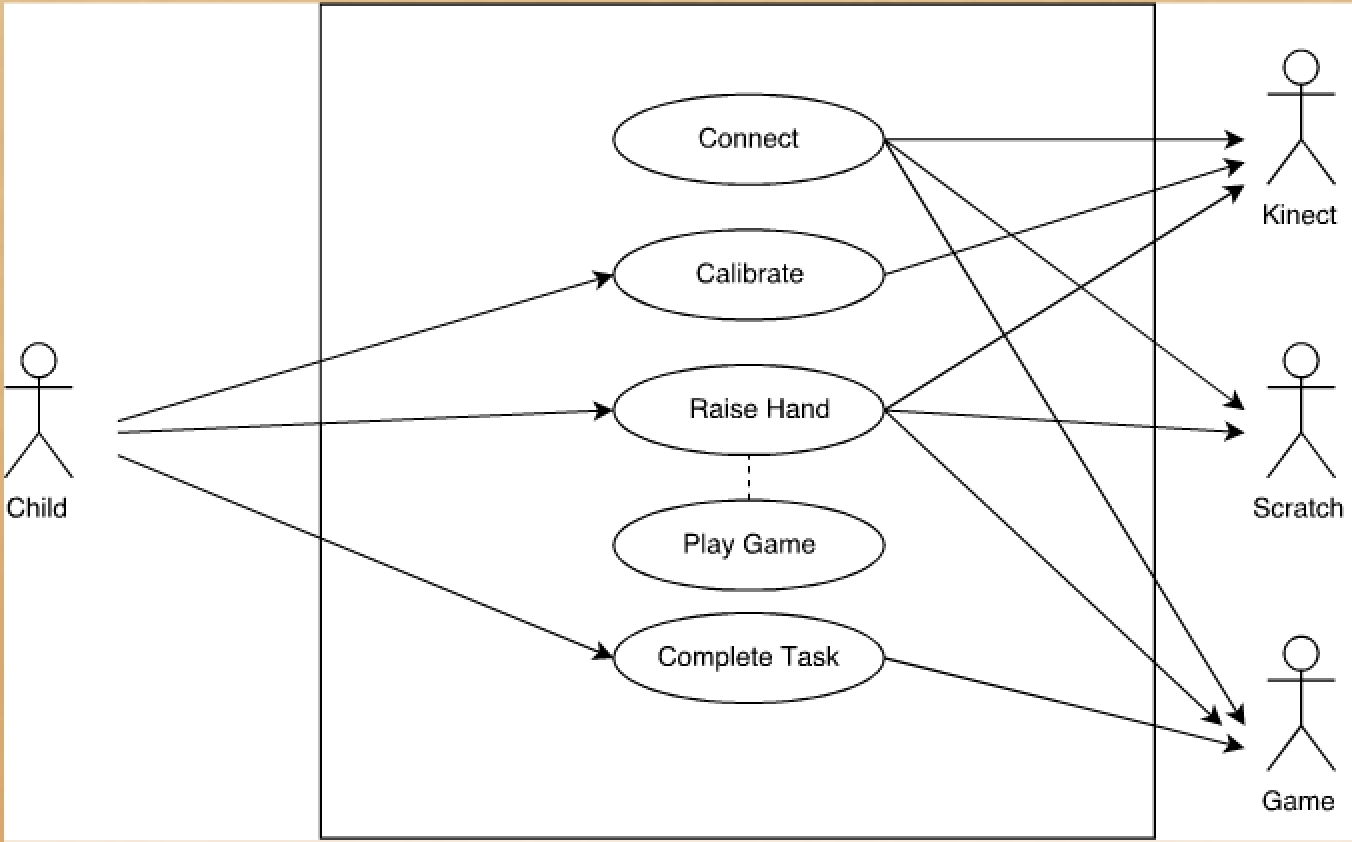 Connect
Kinect
Calibrate
Raise Hand
Child
Scratch
Play Game
Complete Task
Game